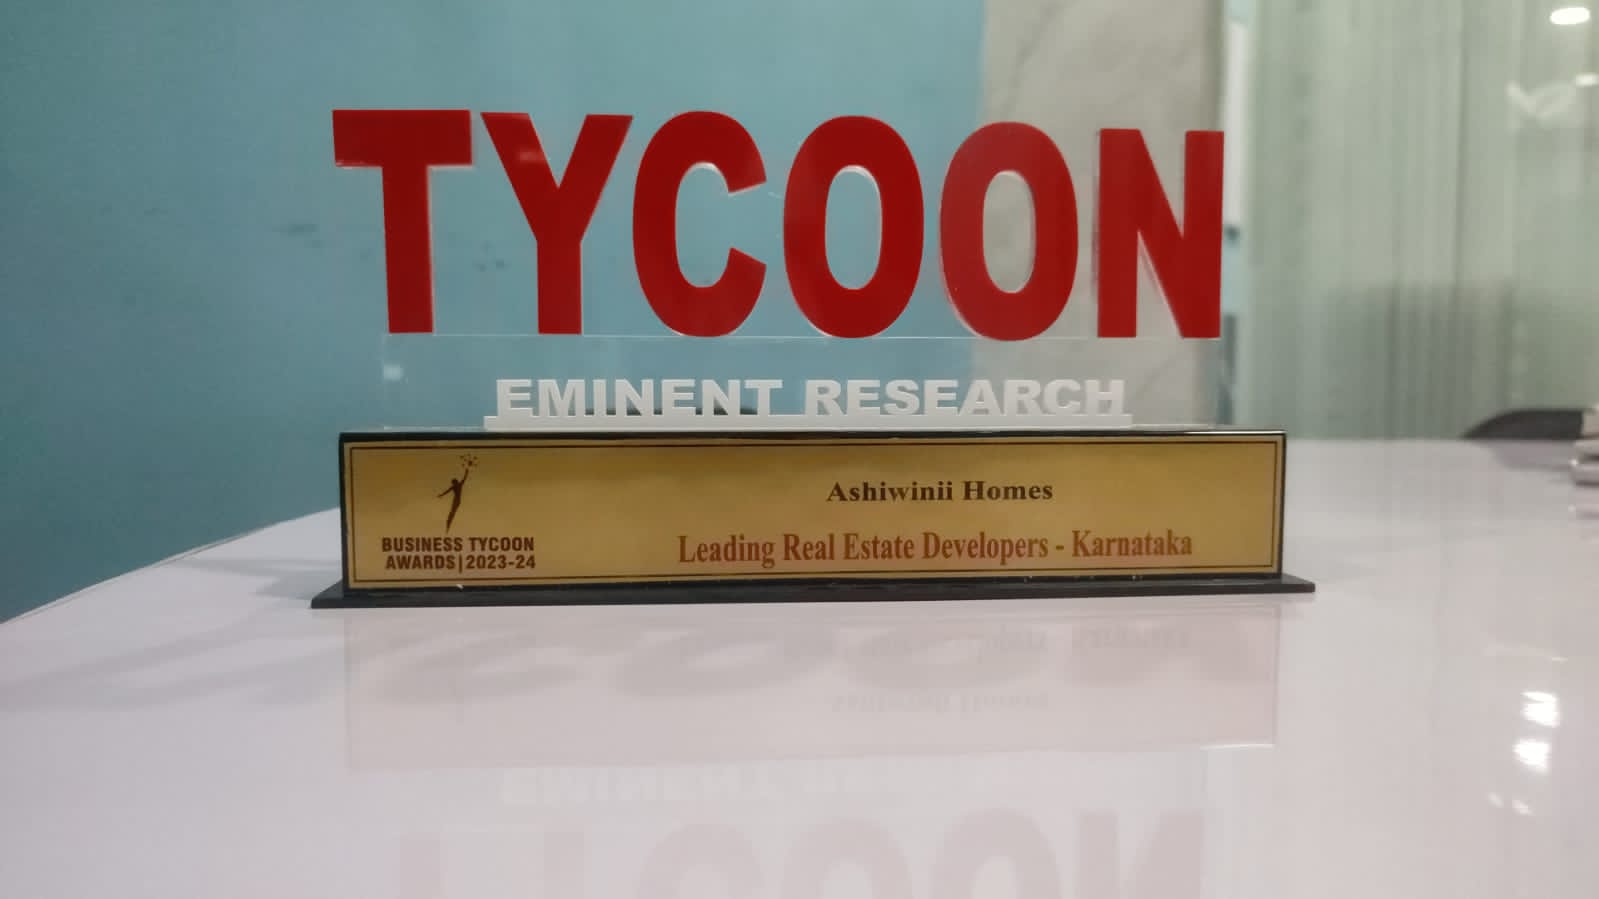 TYCOON
EMINENT RESEARCH
Ashiwinii Homes
Leading Real Estate Developers - Karnataka
BUSINESS TYCOON
AWARDS|2023-24